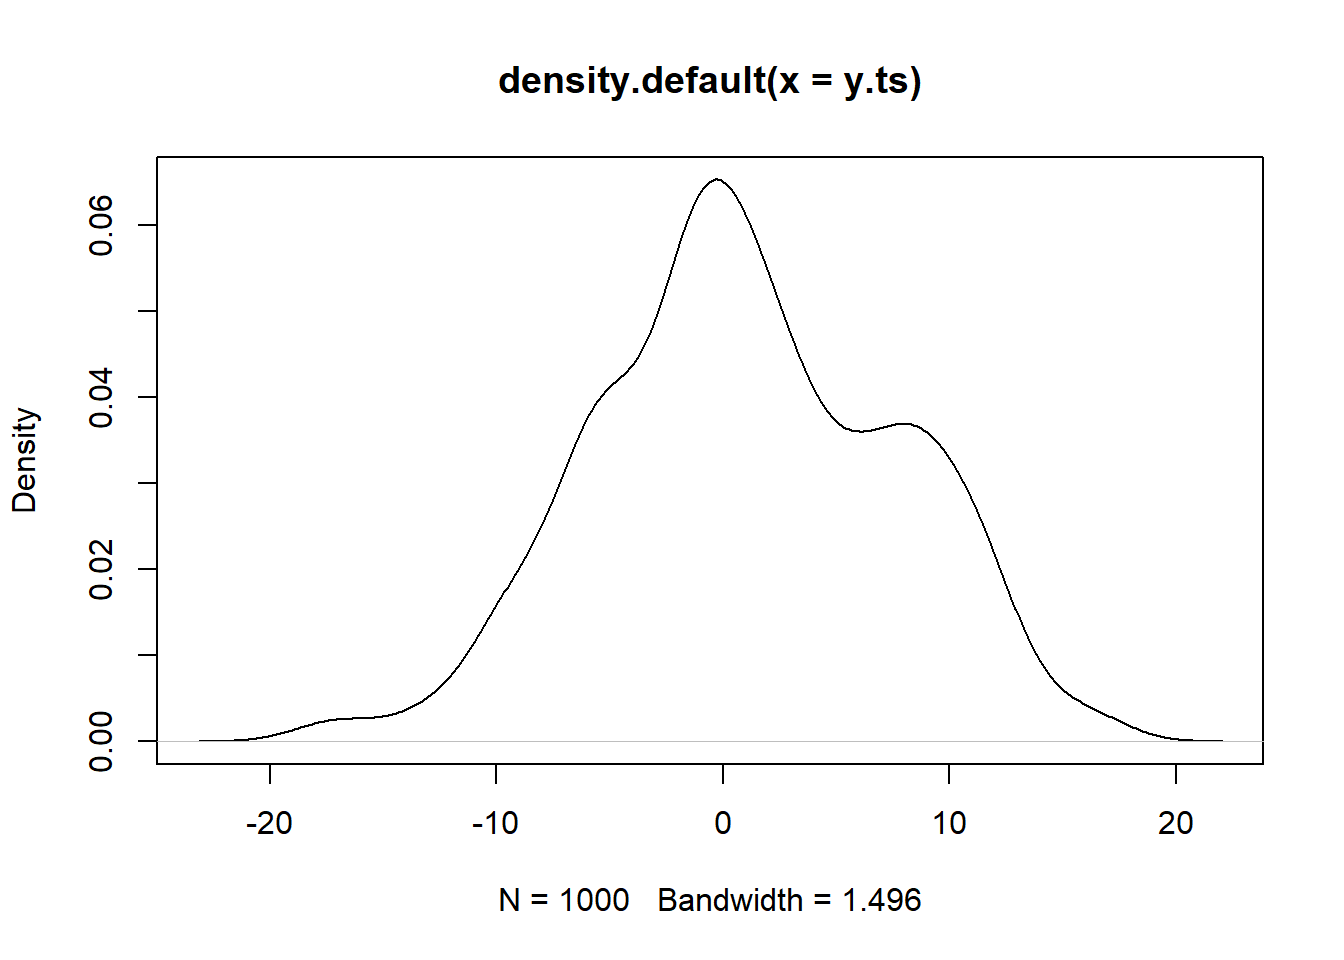 density.default(x = y.ts)
Density
0.06
0.04
0.02
0.00
-20 -10 0 10 20
N = 1000 Bandwidth = 1.496